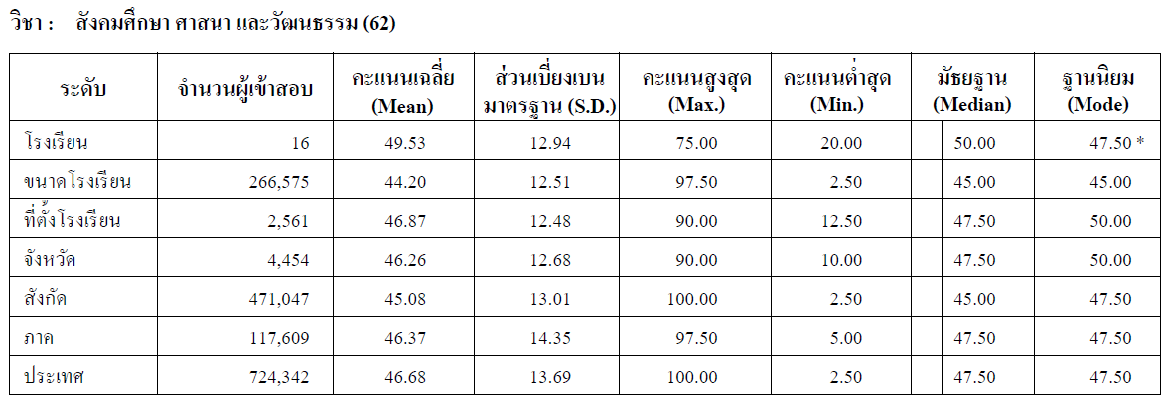 วิชา :    สังคมศึกษา ศาสนา และวัฒนธรรม (62)
ระดับ จำนวนผู้เข้าสอบ คะแนนเฉลี่ย (Mean) ส่วนเบี่ยงเบนมาตรฐาน (S.D.) คะแนนสูงสุด (Max.) คะแนนต่ำสุด (Min.) มัธยฐาน (Median) ฐานนิยม (Mode)
โรงเรียน 16 49.53 12.94 75.00 20.00 50.00 47.50 *
ขนาดโรงเรียน 266,575 44.20 12.51 97.50 2.50 45.00 45.00
ที่ตั้งโรงเรียน 2,561 46.87 12.48 90.00 12.50 47.50 50.00
จังหวัด 4,454 46.26 12.68 90.00 10.00 47.50 50.00
สังกัด 471,047 45.08 13.01 100.00 2.50 45.00 47.50
ภาค 117,609 46.37 14.35 97.50 5.00 47.50 47.50
ประเทศ 724,342 46.68 13.69 100.00 2.50 47.50 47.50